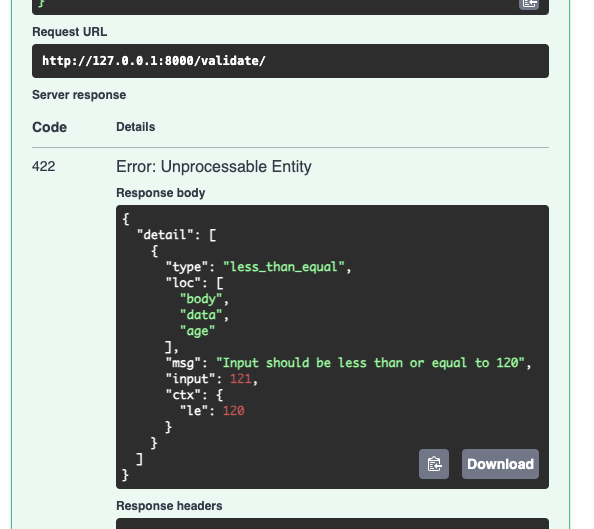 }
Request URL
http://127.0.0.1:8000/validate/
Server response
Code Details
422 Error: Unprocessable Entity
Response body
{
  "detail": [
    {
      "type": "less_than_equal",
      "loc": [
        "body",
        "data",
        "age"
      ],
      "msg": "Input should be less than or equal to 120",
      "input": 121,
      "ctx": {
        "le": 120
      }
    }
  ]
}
Download
Response headers